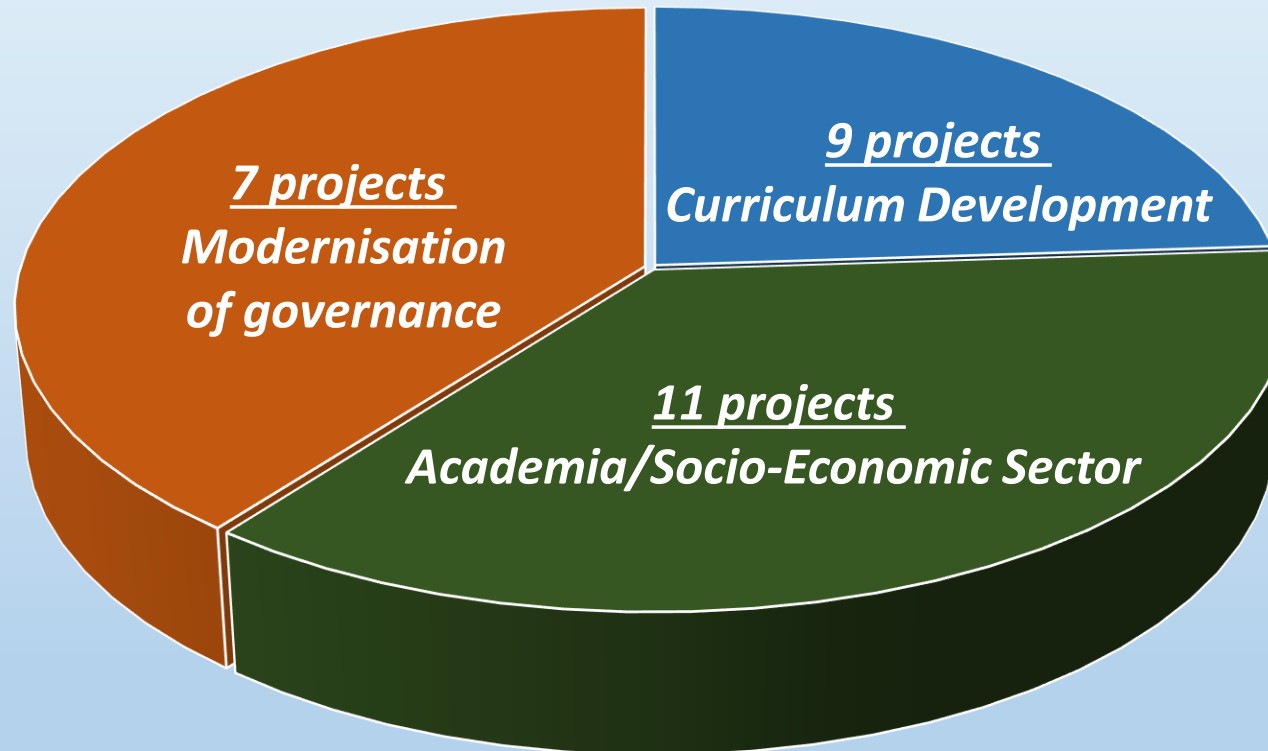 9 projects
Curriculum Development
7 projects
Modernisation
of governance
11 projects
Academia/Socio-Economic Sector